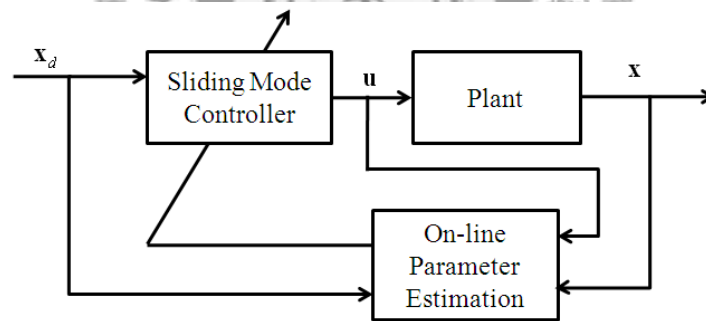 x_d
Sliding Mode
Controller
u
Plant
x
On-line
Parameter
Estimation